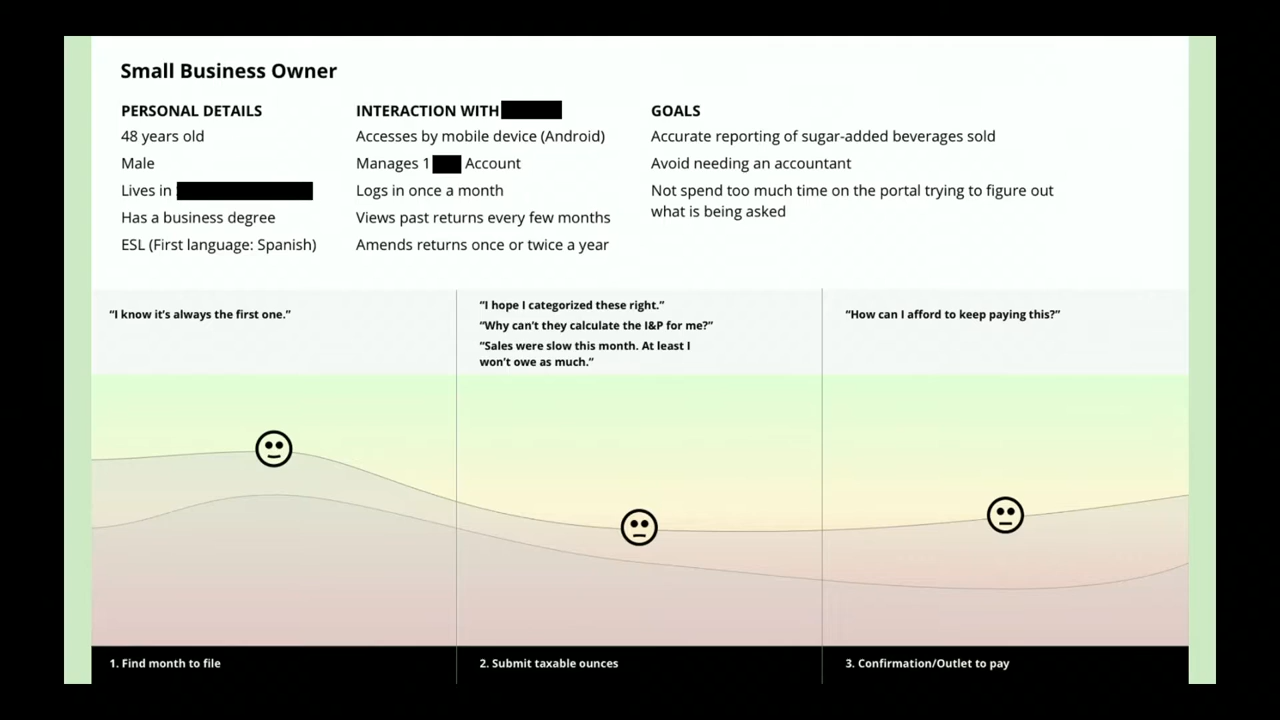 Small Business Owner
PERSONAL DETAILS
48 years old
Male
Lives in
Has a business degree
ESL (First language: Spanish)
INTERACTION WITH
Accesses by mobile device (Android)
Manages 1 Account
Logs in once a month
Views past returns every few months
Amends returns once or twice a year
GOALS
Accurate reporting of sugar-added beverages sold
Avoid needing an accountant
Not spend too much time on the portal trying to figure out
what is being asked
“I know it’s always the first one.”
“I hope I categorized these right.”
“Why can’t they calculate the I&P for me?”
“Sales were slow this month. At least I
won’t owe as much.”
“How can I afford to keep paying this?”
1. Find month to file
2. Submit taxable ounces
3. Confirmation/Outlet to pay